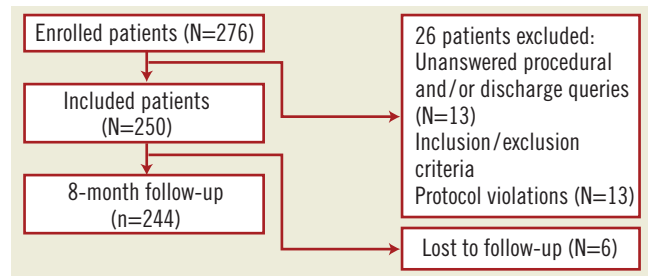 Enrolled patients (N=276)
Included patients
(N=250)
8-month follow-up
(n=244)
26 patients excluded:
Unanswered procedural
and/or discharge queries
(N=13)
Inclusion/exclusion
criteria
Protocol violations (N=13)
Lost to follow-up (N=6)